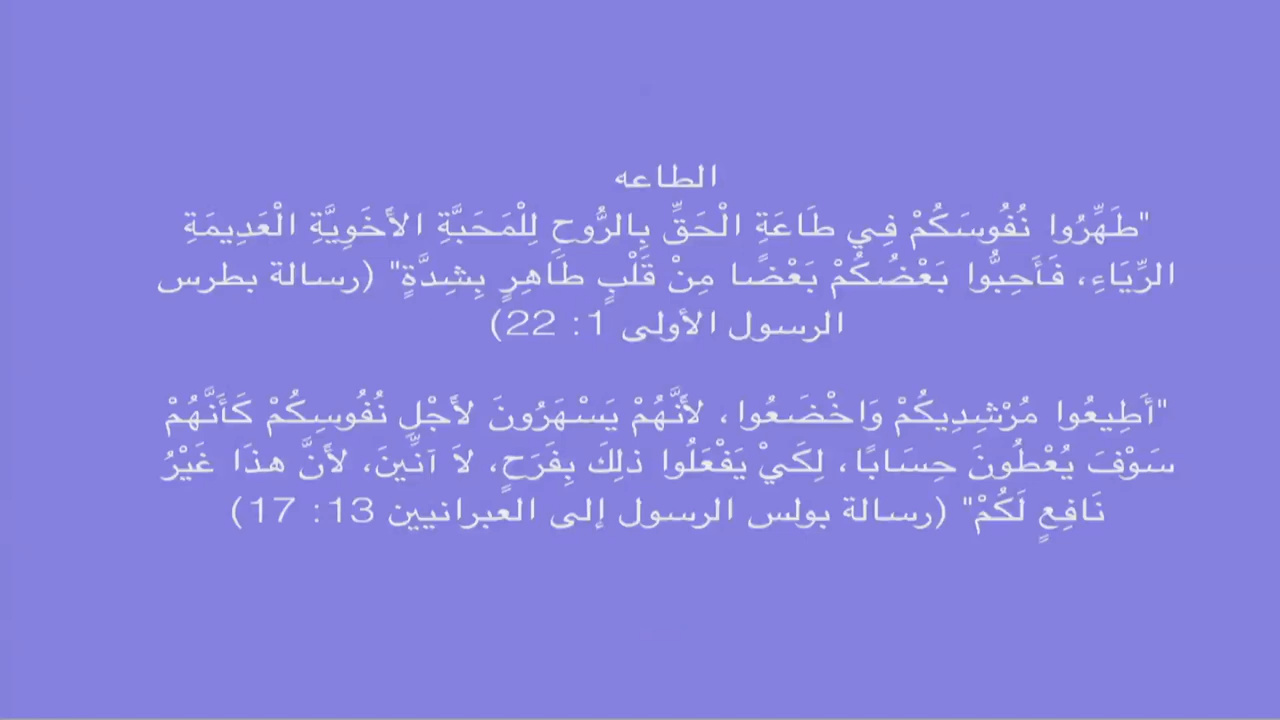 الطاعه
"طَهِّرُوا نُفُوسَكُمْ فِي طَاعَةِ الْحَقِّ بِالرُّوحِ لِلْمَحَبَّةِ الأَخَوِيَّةِ الْعَدِيمَةِ
الرِّيَاءِ، فَأَحِبُّوا بَعْضُكُمْ بَعْضًا مِنْ قَلْبٍ طَاهِرٍ بِشِدَّةٍ" (رسالة بطرس
الرسول الأولى 1: 22)
"أَطِيعُوا مُرْشِدِيكُمْ وَاخْضَعُوا، لأَنَّهُمْ يَسْهَرُونَ لأَجْلِ نُفُوسِكُمْ كَأَنَّهُمْ
سَوْفَ يُعْطُونَ حِسَابًا، لِكَيْ يَفْعَلُوا ذلِكَ بِفَرَحٍ، لاَ آنِّينَ، لأَنَّ هذَا غَيْرُ
نَافِعٍ لَكُمْ" (رسالة بولس الرسول إلى العبرانيين 13: 17)